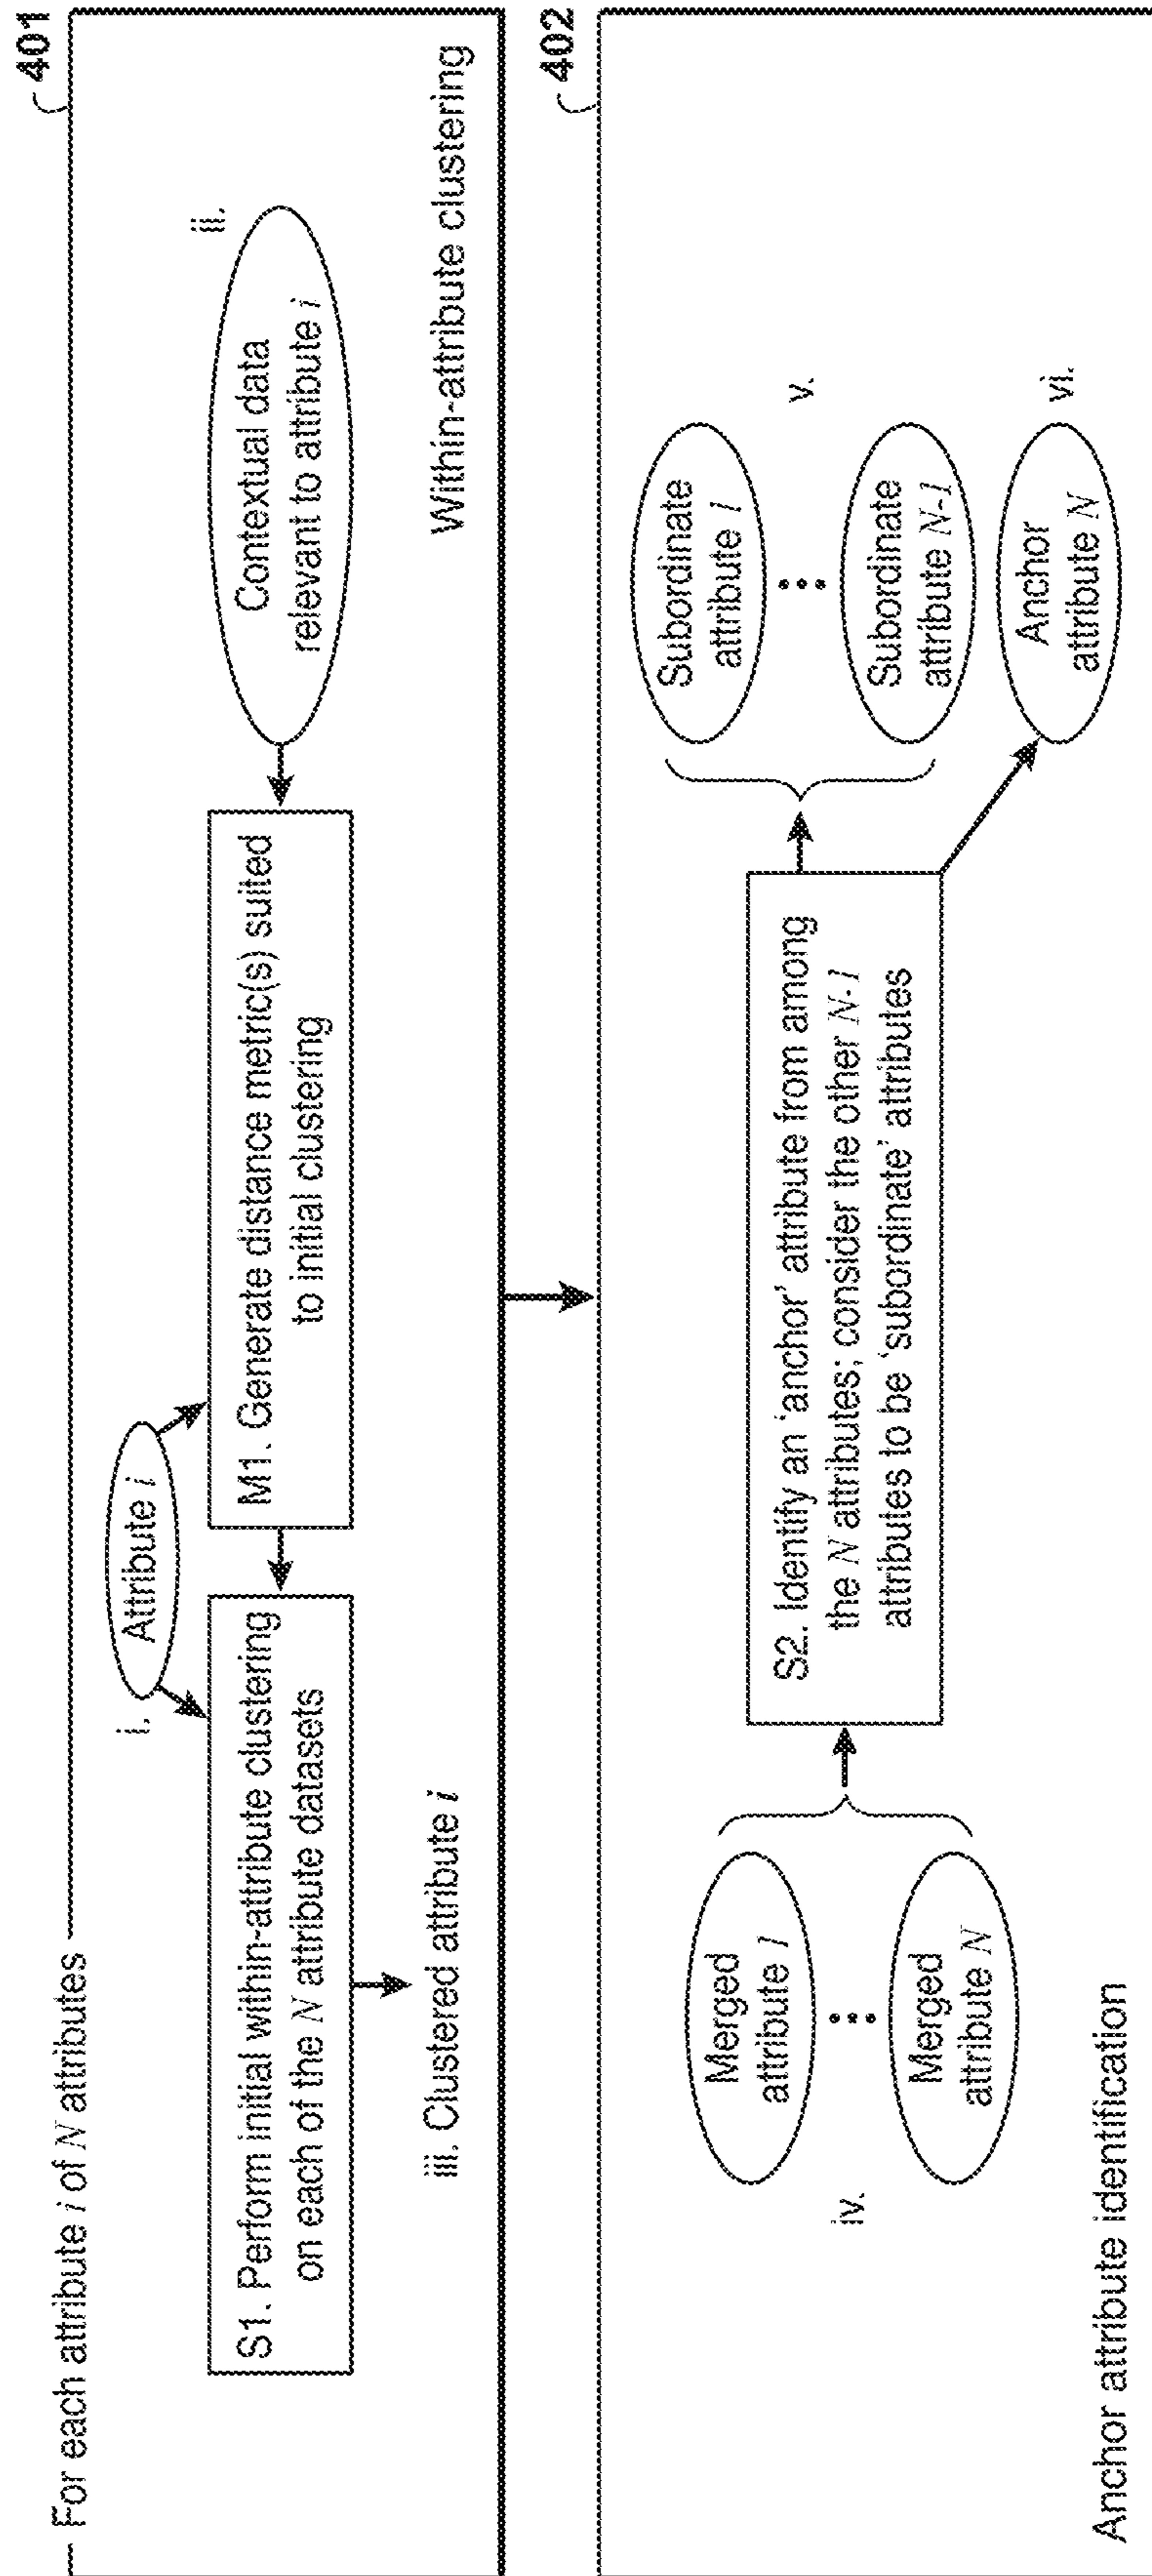 For each attribute i of N attributes
401
i.
Attribute i
ii.
S1. Perform initial within-attribute clustering
on each of the N attribute datasets
M1. Generate distance metric(s) suited
to initial clustering
Contextual data
relevant to attribute i
iii. Clustered attribute i
Within-attribute clustering
402
iv.
Merged
attribute 1
Merged
attribute N
S2. Identify an 'anchor' attribute from among
the N attributes; consider the other N-1
attributes to be 'subordinate' attributes
Subordinate
attribute 1
v.
Subordinate
attribute N-1
Anchor
attribute N
vi.
Anchor attribute identification